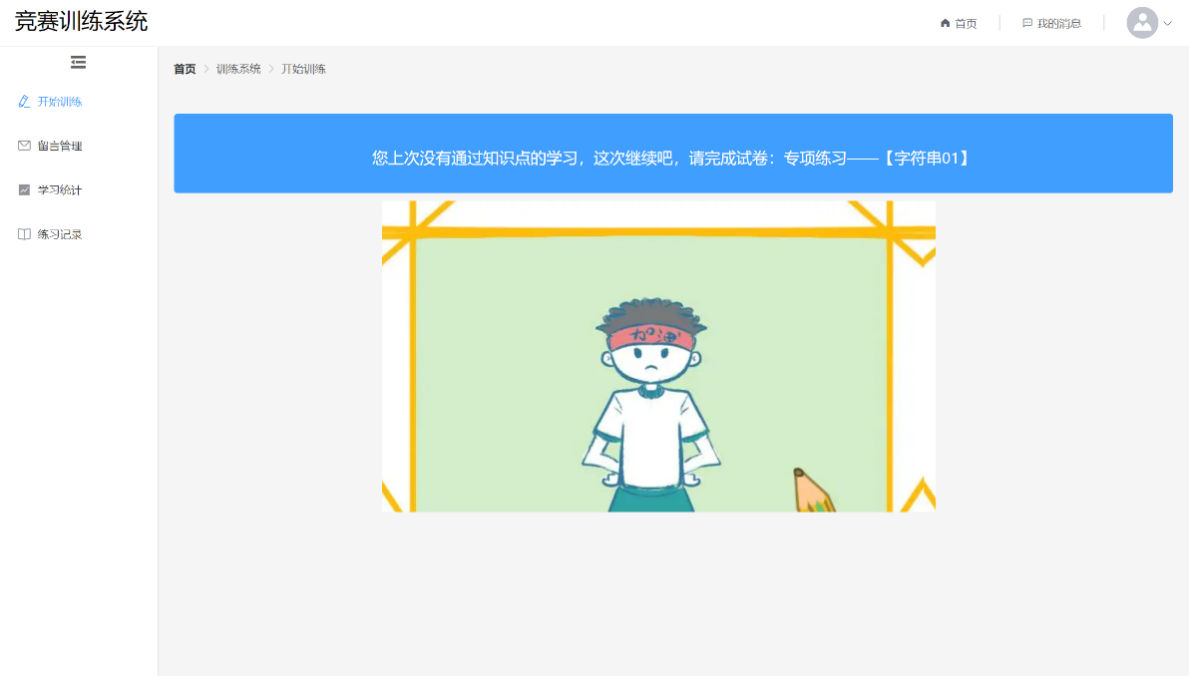 竞赛训练系统
首页
我的消息
首页 > 训练系统 > 开始训练
开始训练
留言管理
学习统计
练习记录
您上次没有通过知识点的学习，这次继续吧，请完成试卷：专项练习——【字符串01】
加油